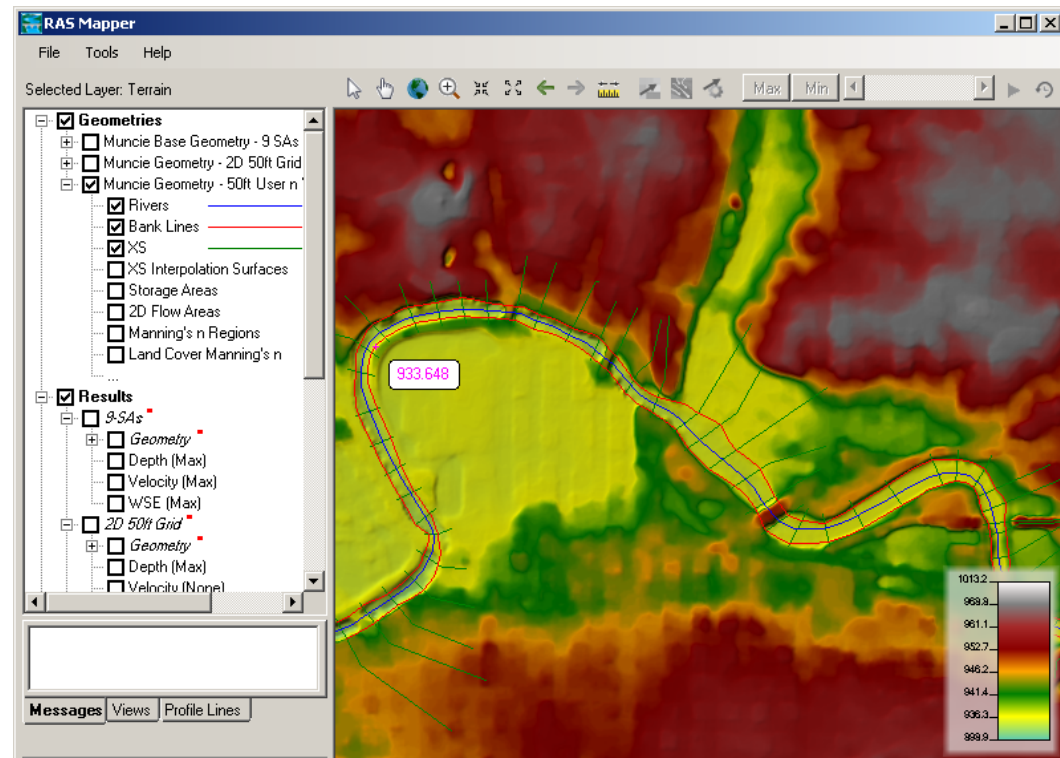 RAS Mapper
File Tools Help
Selected Layer: Terrain
Max Min
Geometries
Muncie Base Geometry - 9 SAs
Muncie Geometry - 2D 50ft Grid
Muncie Geometry - 50ft User n '
Rivers
Bank Lines
XS
XS Interpolation Surfaces
Storage Areas
2D Flow Areas
Manning's n Regions
Land Cover Manning's n
...
Results
9-SAs
Geometry
Depth (Max)
Velocity (Max)
WSE (Max)
2D 50ft Grid
Geometry
Depth (Max)
Velocity (None)
Messages Views Profile Lines
933.648
1013.2
968.9
961.1
952.7
946.2
941.4
936.3